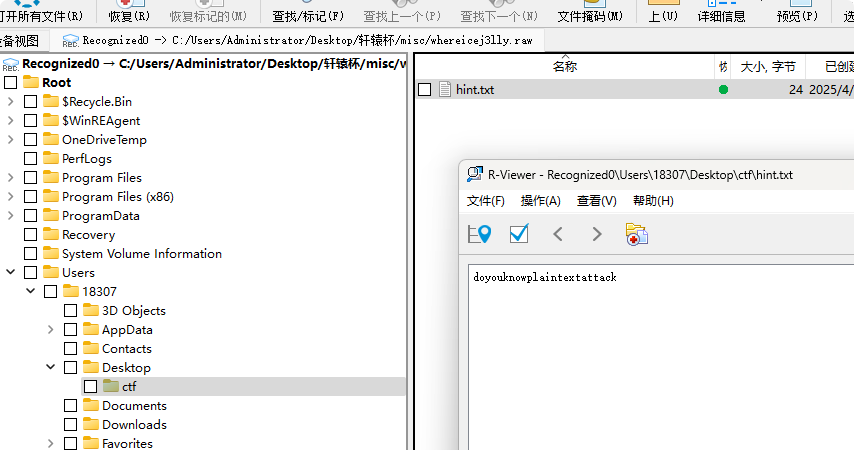 打开所有文件(R)
恢复(R)
恢复标记的(M)
查找/标记(F)
查找上一个(P)
查找下一个(N)
文件掩码(M)
上(U)
详细信息
预览(P)
设备视图
Rec. Recognized0 -> C:/Users/Administrator/Desktop/轩辕杯/misc/whereicej3lly.raw
Rec. Recognized0 → C:/Users/Administrator/Desktop/轩辕杯/misc/w
Root
$Recycle.Bin
$WinREAgent
OneDriveTemp
PerfLogs
Program Files
Program Files (x86)
ProgramData
Recovery
System Volume Information
Users
18307
3D Objects
AppData
Contacts
Desktop
ctf
Documents
Downloads
Favorites
名称
大小, 字节
已创建
hint.txt
24
2025/4/
R-Viewer - Recognized0\Users\18307\Desktop\ctf\hint.txt
文件(F)
操作(A)
查看(V)
帮助(H)
doyouknowplaintextattack